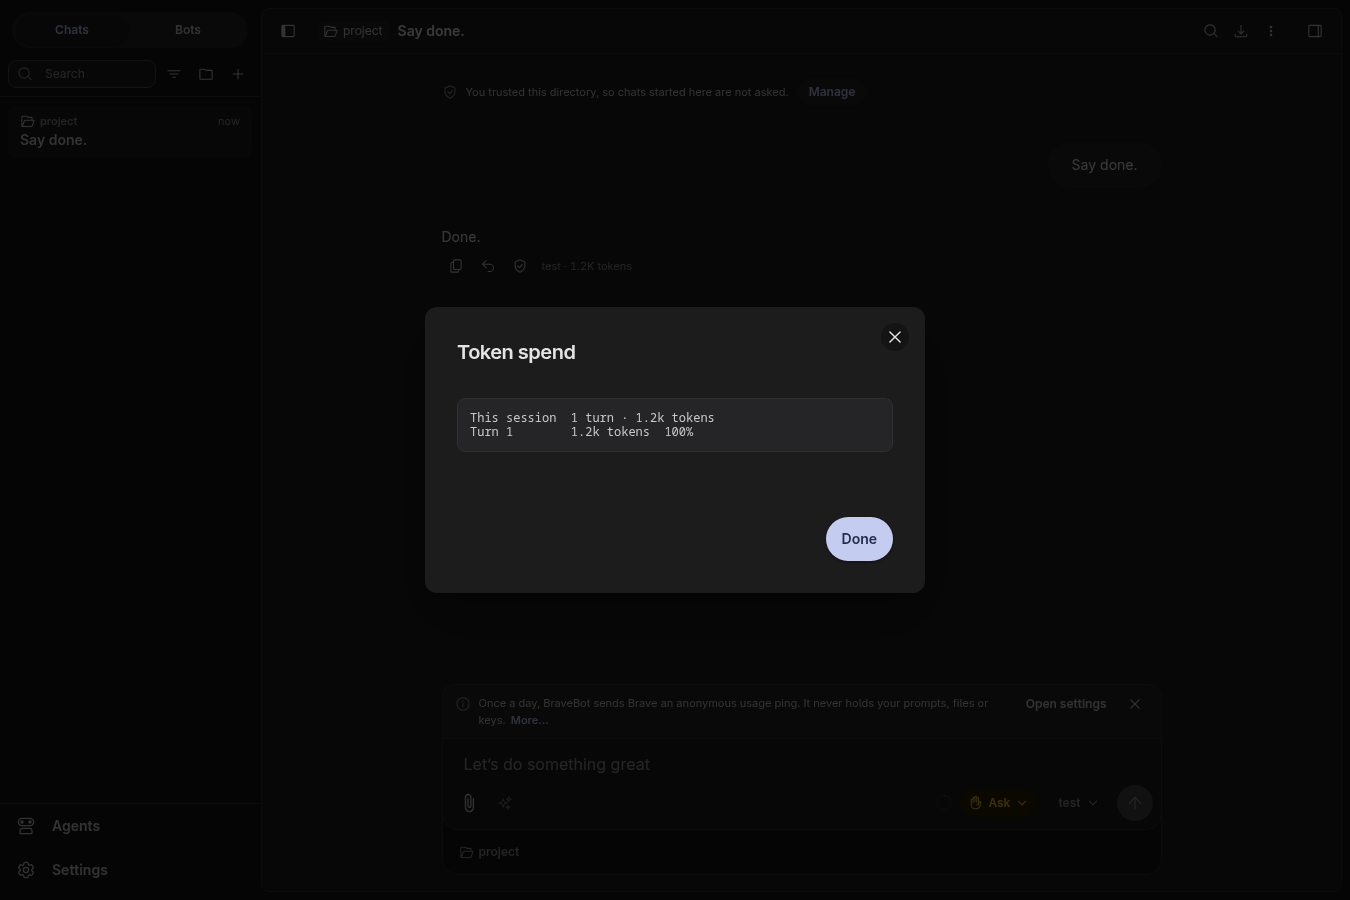 Chats
Bots
project
Say done.
Search
project
now
Say done.
You trusted this directory, so chats started here are not asked.
Manage
Say done.
Done.
test · 1.2K tokens
Token spend
This session  1 turn · 1.2k tokens
Turn 1        1.2k tokens  100%
Done
Once a day, BraveBot sends Brave an anonymous usage ping. It never holds your prompts, files or
keys. More...
Open settings
Let's do something great
Ask
test
project
Agents
Settings